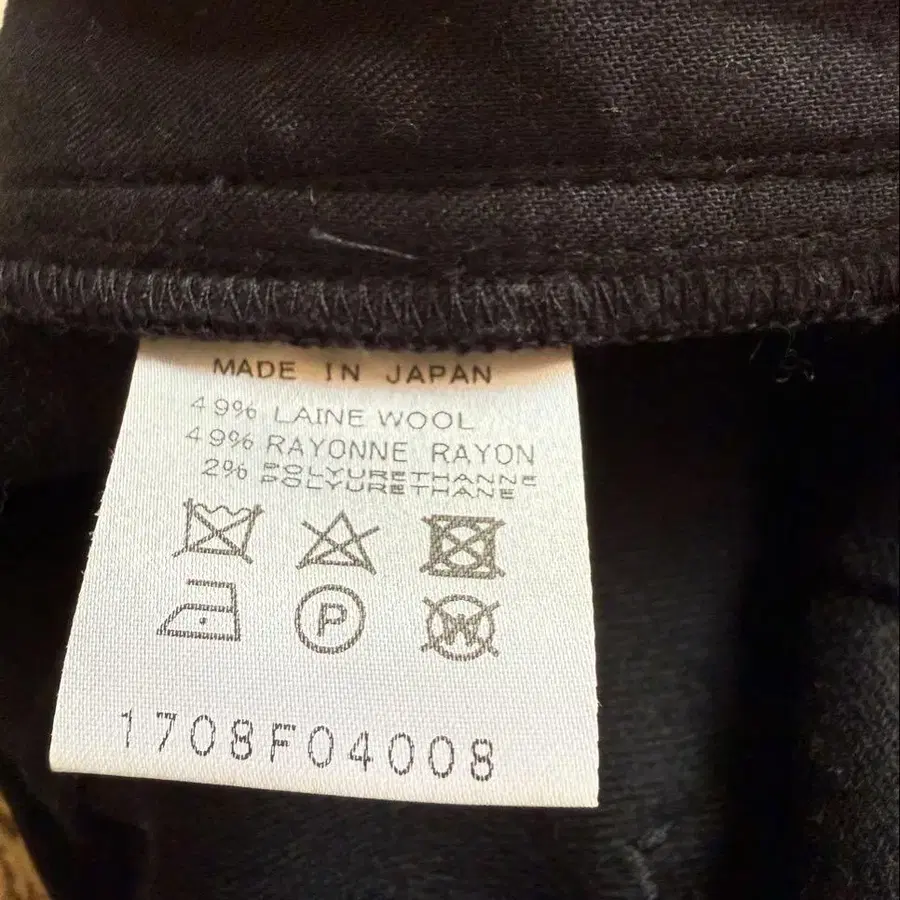 MADE IN JAPAN
49% LAINE WOOL
49% RAYONNE RAYON
2% POLYURETHANNE
POLYURETHANE
P
W
1708F04008